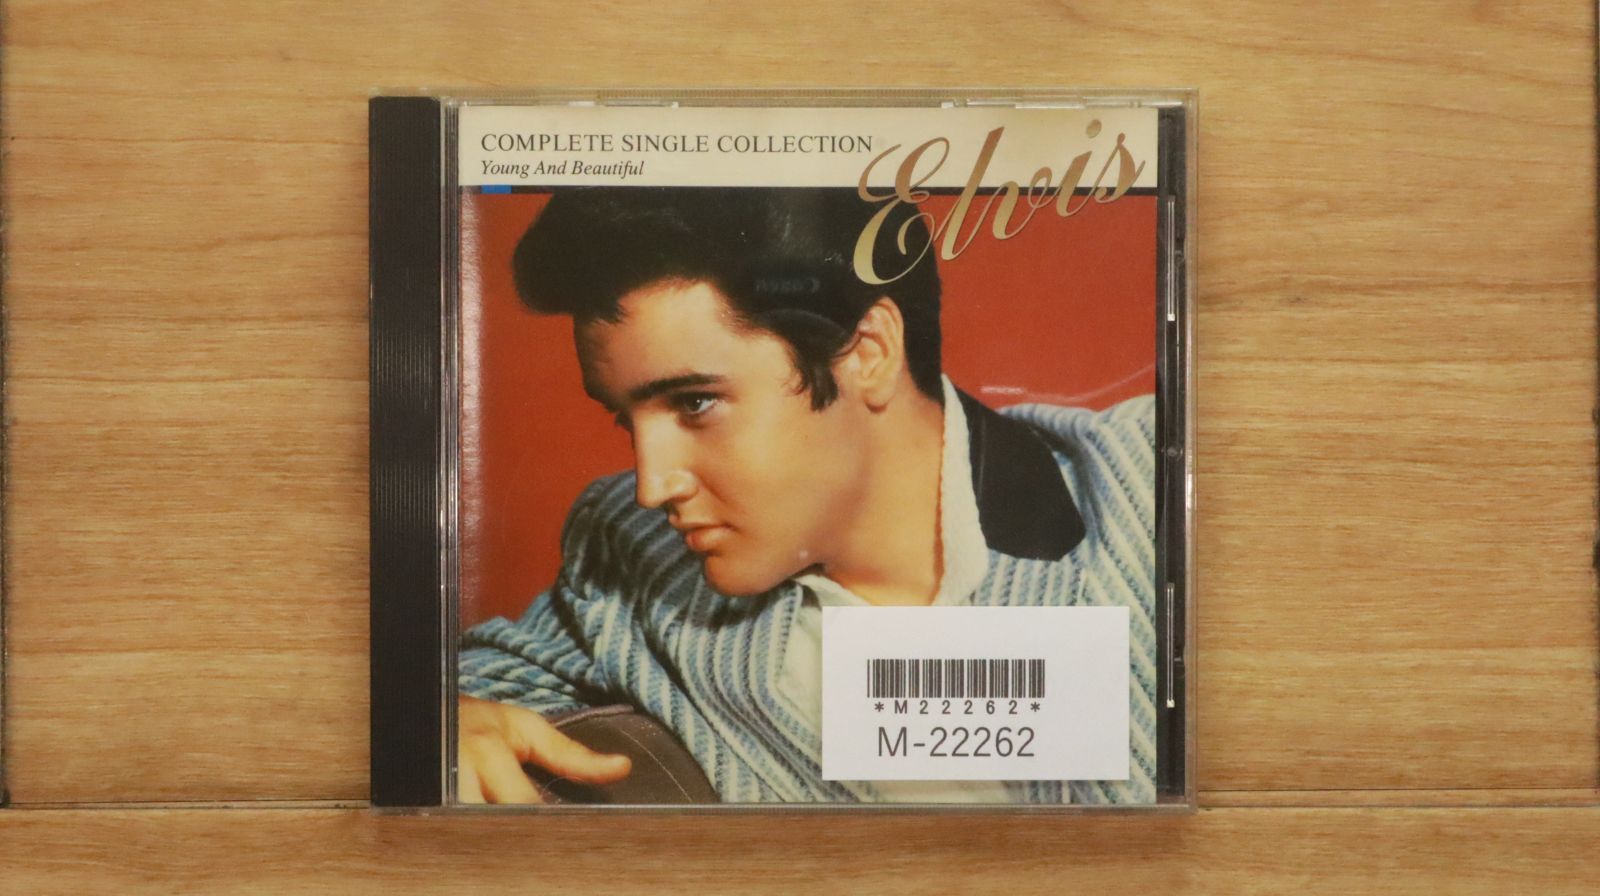 COMPLETE SINGLE COLLECTION
Young And Beautiful
Elvis
*M22262*
M-22262